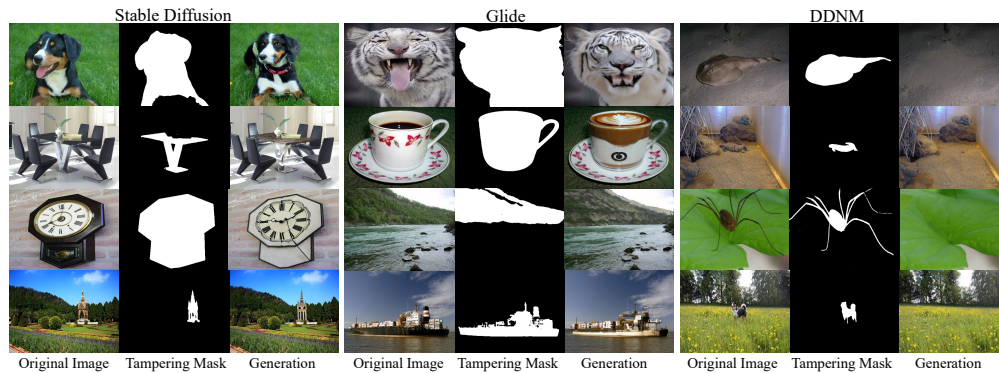 Stable Diffusion Glide DDNM
Original Image Tampering Mask Generation Original Image Tampering Mask Generation Original Image Tampering Mask Generation